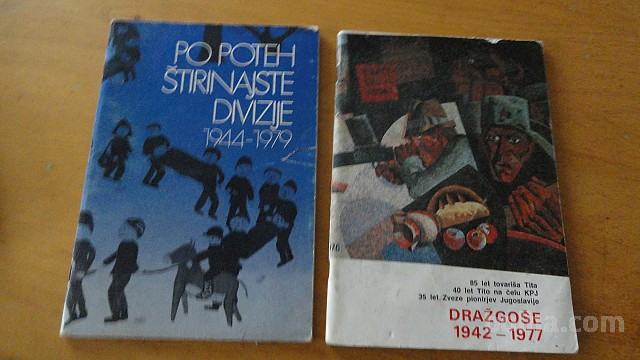 PO POTEH
ŠTIRINAJSTE
DIVIZIJE
1944-1979
85 let tovariša Tita
40 let Tito na čelu KPJ
35 let Zveze pionirjev Jugoslavije
DRAŽGOŠE
1942 – 1977